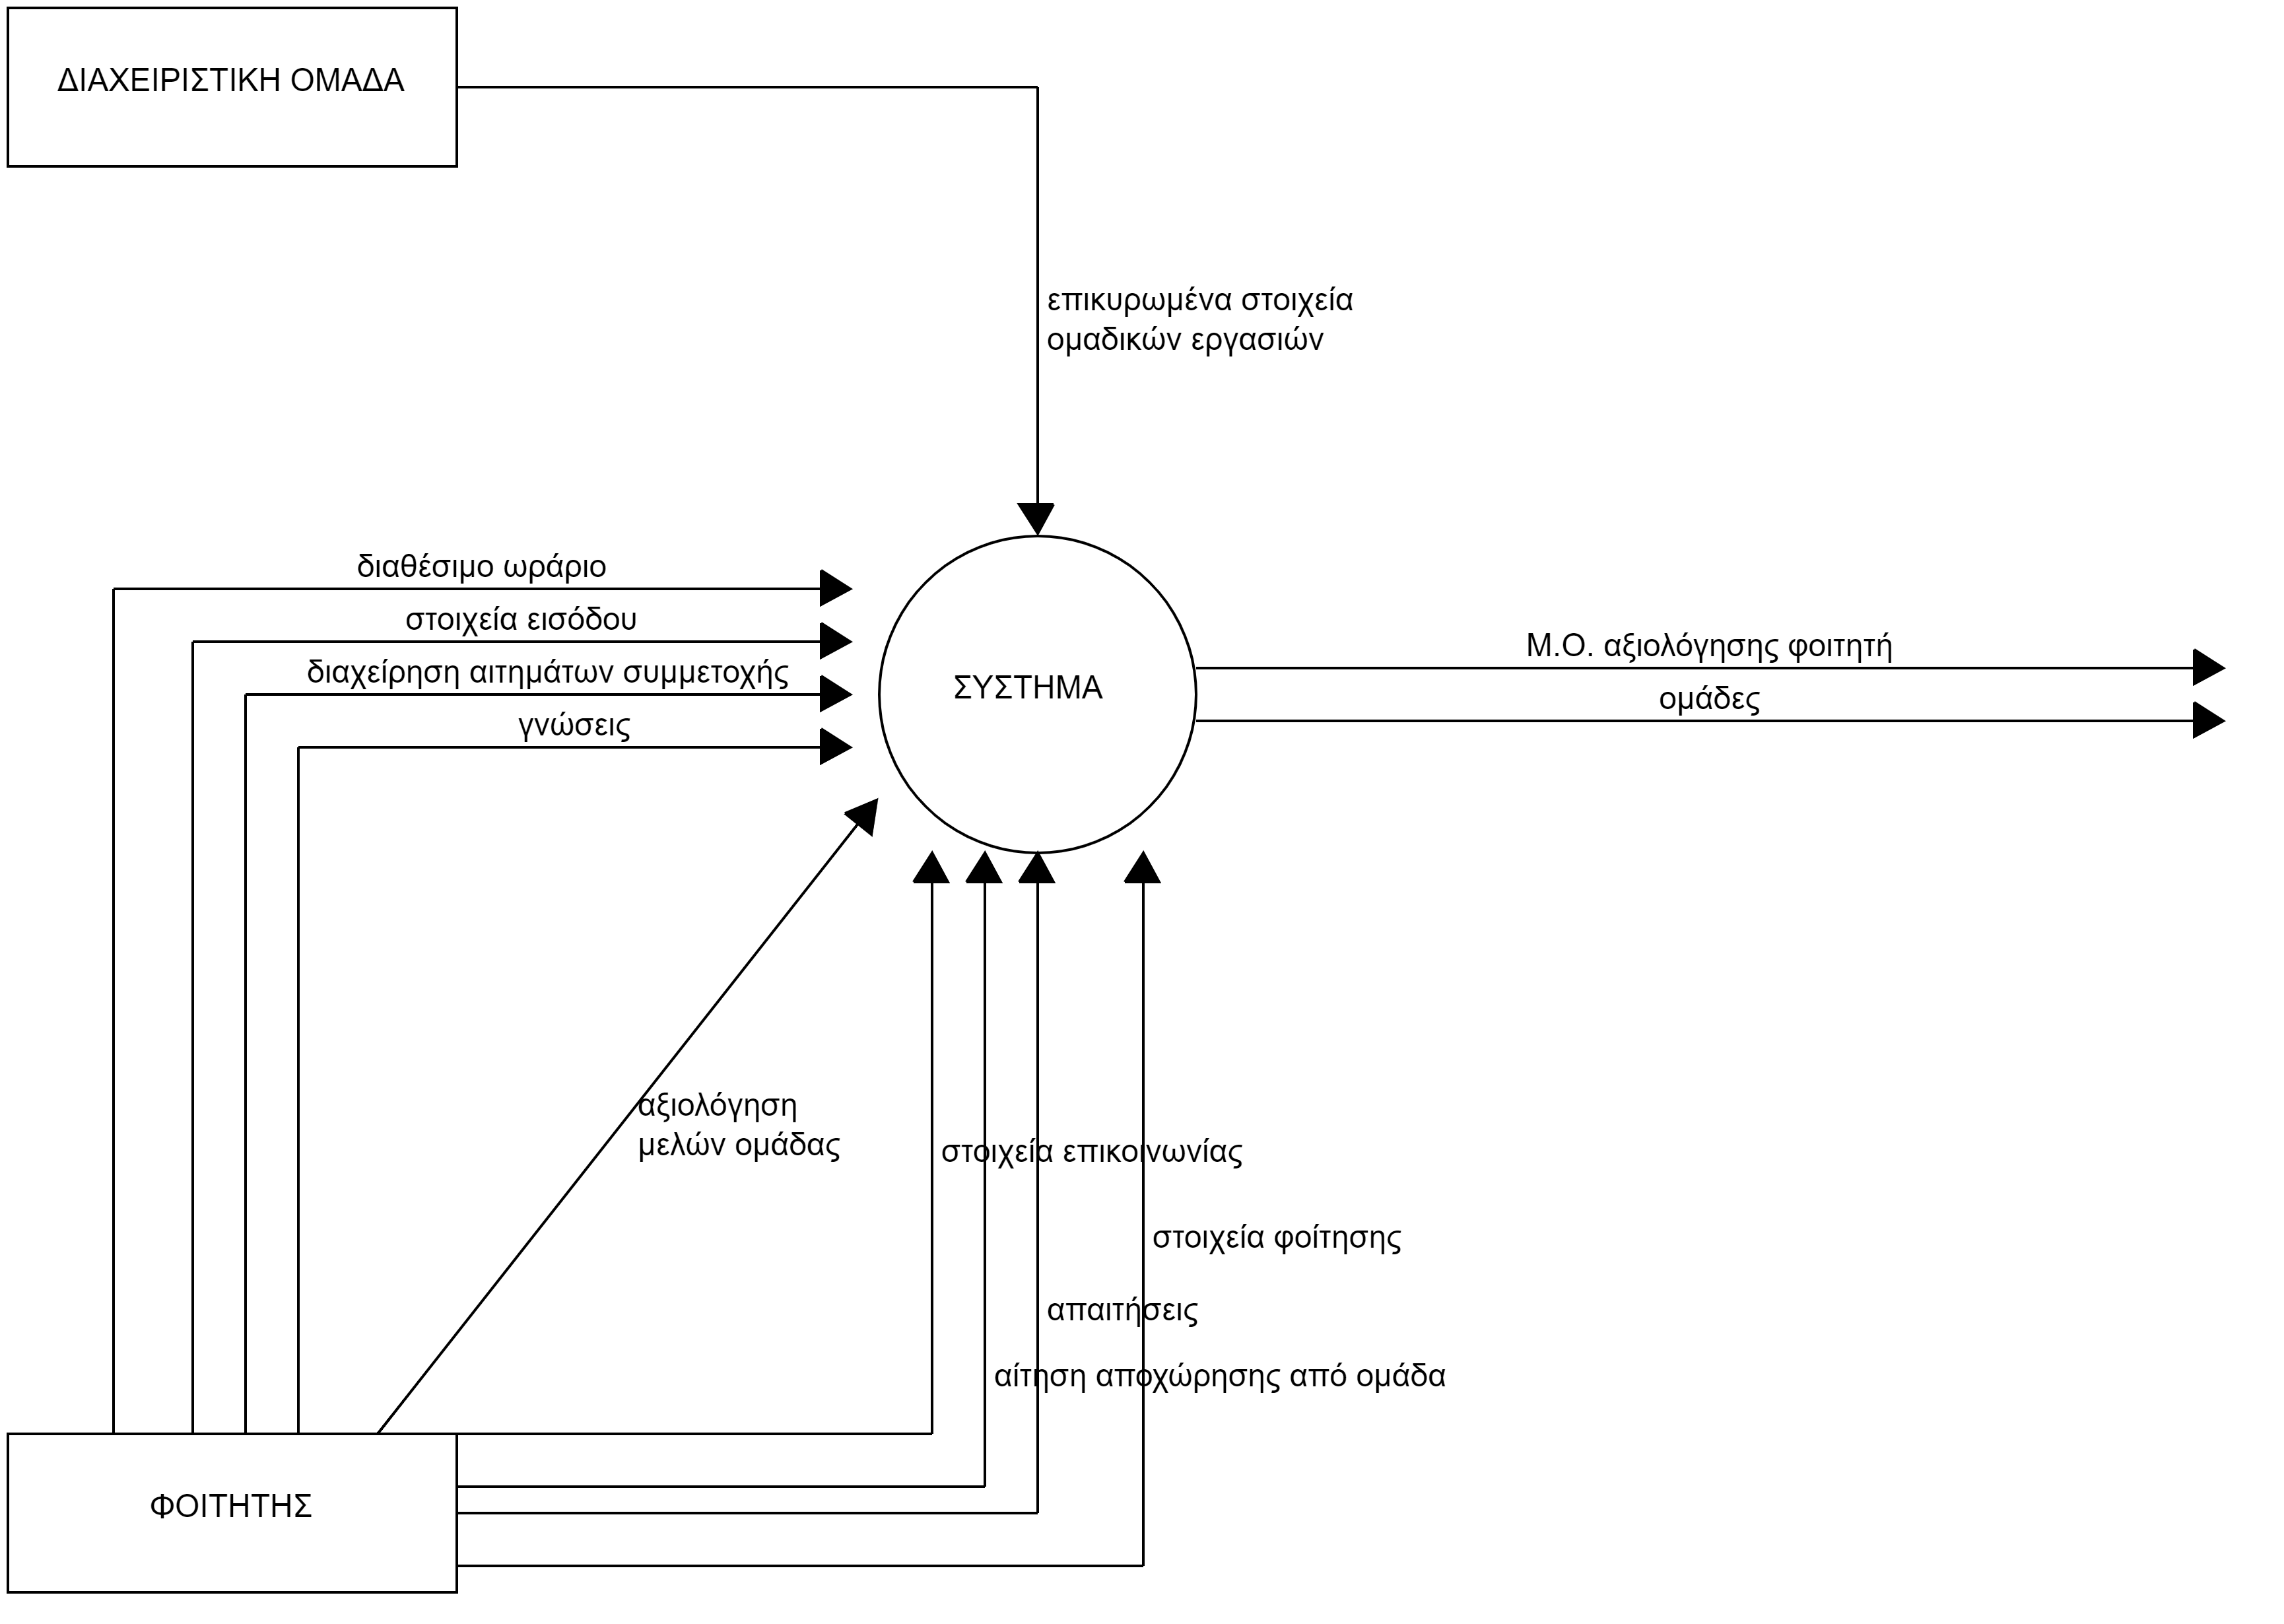 ΔΙΑΧΕΙΡΙΣΤΙΚΗ ΟΜΑΔΑ
επικυρωμένα στοιχεία
ομαδικών εργασιών
διαθέσιμο ωράριο
στοιχεία εισόδου
διαχείρηση αιτημάτων συμμετοχής
γνώσεις
ΣΥΣΤΗΜΑ
Μ.Ο. αξιολόγησης φοιτητή
ομάδες
αξιολόγηση
μελών ομάδας
στοιχεία επικοινωνίας
στοιχεία φοίτησης
απαιτήσεις
αίτηση αποχώρησης από ομάδα
ΦΟΙΤΗΤΗΣ